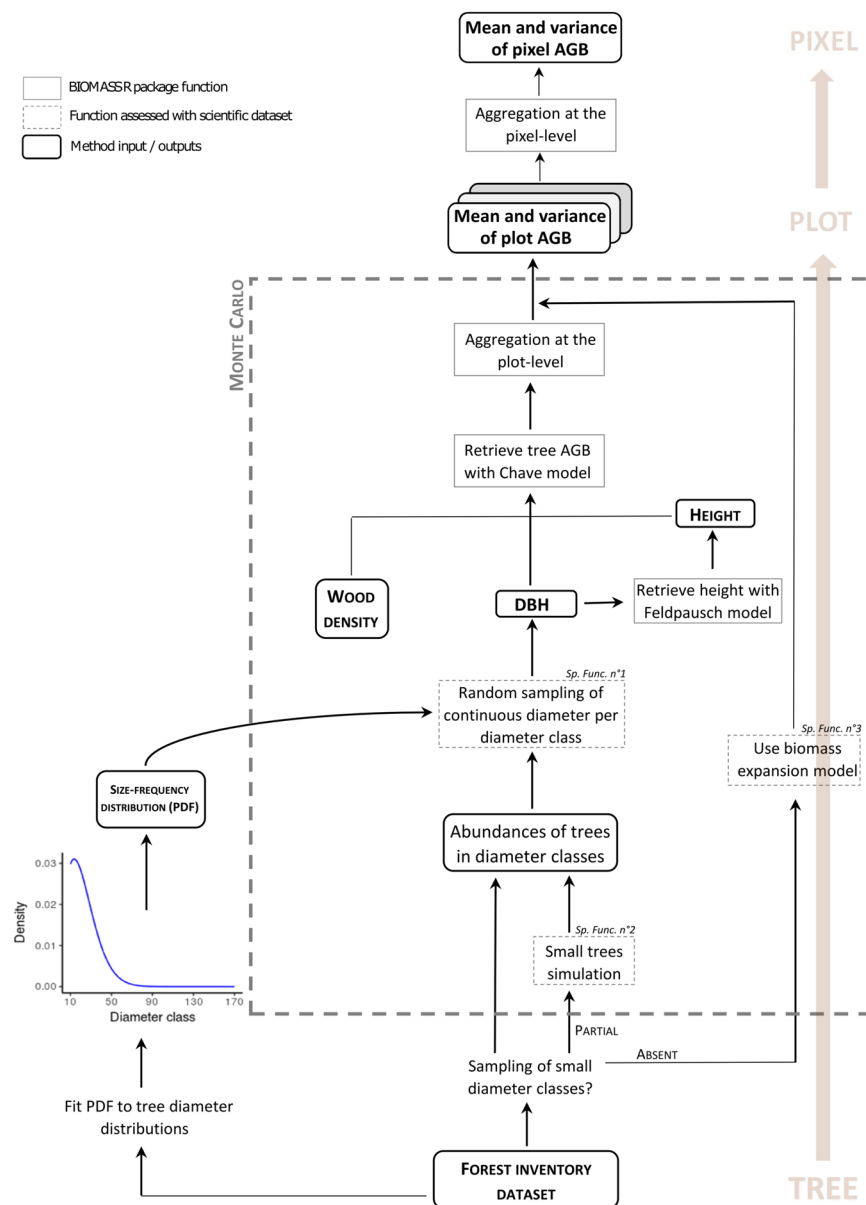 Mean and variance
of pixel AGB
PIXEL
BIOMASS R package function
Function assessed with scientific dataset
Method input / outputs
Aggregation at the
pixel-level
PLOT
Mean and variance
of plot AGB
MONTE CARLO
Aggregation at the
plot-level
Retrieve tree AGB
with Chave model
HEIGHT
WOOD
DENSITY
DBH
Retrieve height with
Feldpausch model
Sp. Func. n°1
Random sampling of
continuous diameter per
diameter class
Sp. Func. n°3
Use biomass
expansion model
SIZE-FREQUENCY
DISTRIBUTION (PDF)
Abundances of trees
in diameter classes
0.03
0.02
0.01
0.00
Density
10 50 90 130 170
Diameter class
Sp. Func. n°2
Small trees
simulation
PARTIAL
ABSENT
Sampling of small
diameter classes?
Fit PDF to tree diameter
distributions
FOREST INVENTORY
DATASET
TREE